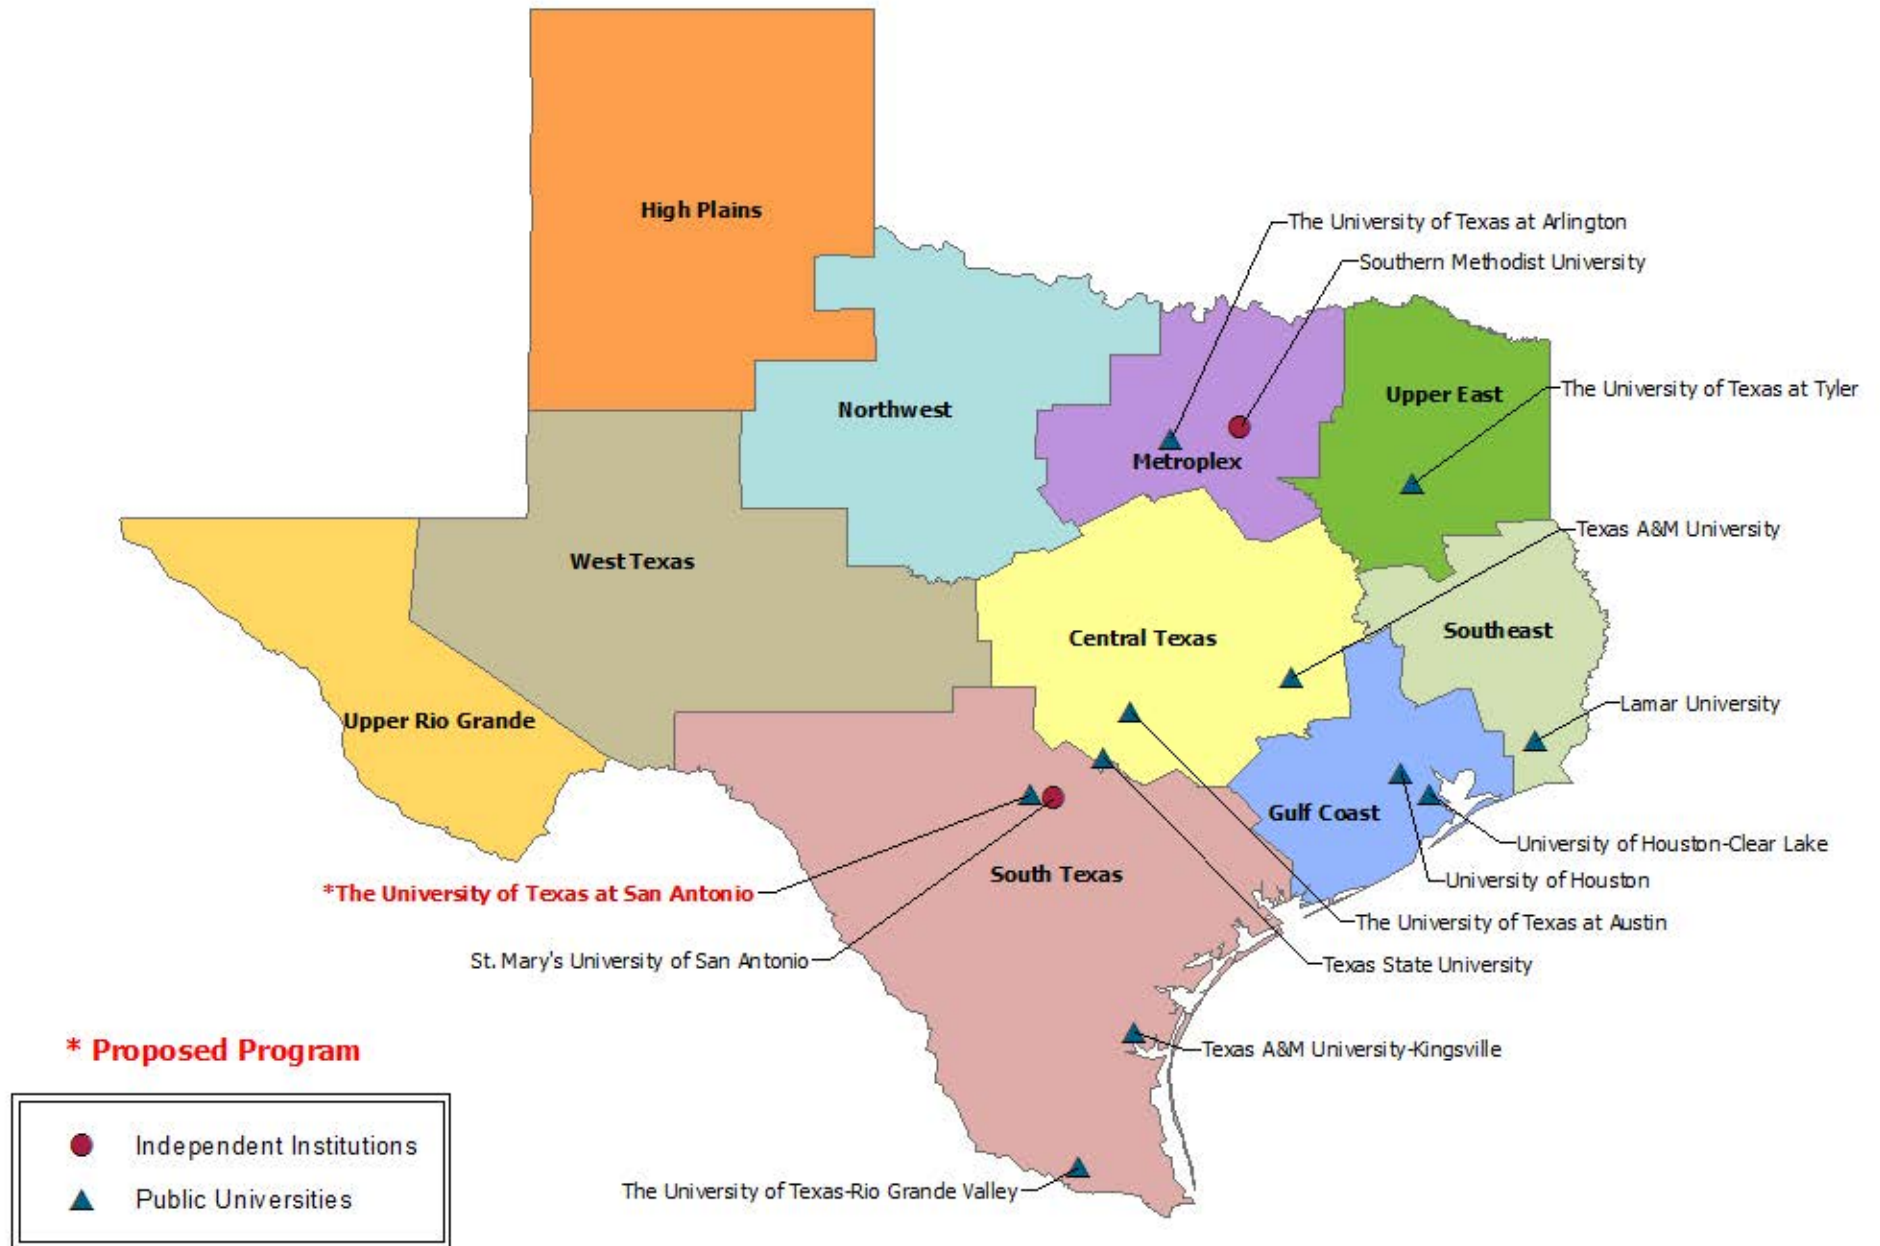 High Plains
The University of Texas at Arlington
Southern Methodist University
Northwest
Upper East
The University of Texas at Tyler
Metroplex
Texas A&M University
West Texas
Central Texas
Southeast
Lamar University
Upper Rio Grande
Gulf Coast
University of Houston-Clear Lake
South Texas
University of Houston
*The University of Texas at San Antonio
The University of Texas at Austin
St. Mary's University of San Antonio
Texas State University
* Proposed Program
Texas A&M University-Kingsville
Independent Institutions
Public Universities
The University of Texas-Rio Grande Valley